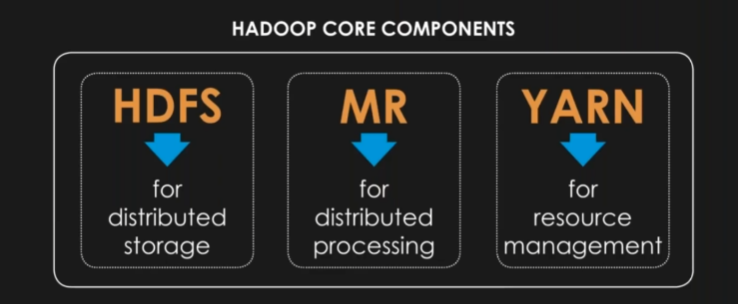 HADOOP CORE COMPONENTS
HDFS
for
distributed
storage
MR
for
distributed
processing
YARN
for
resource
management